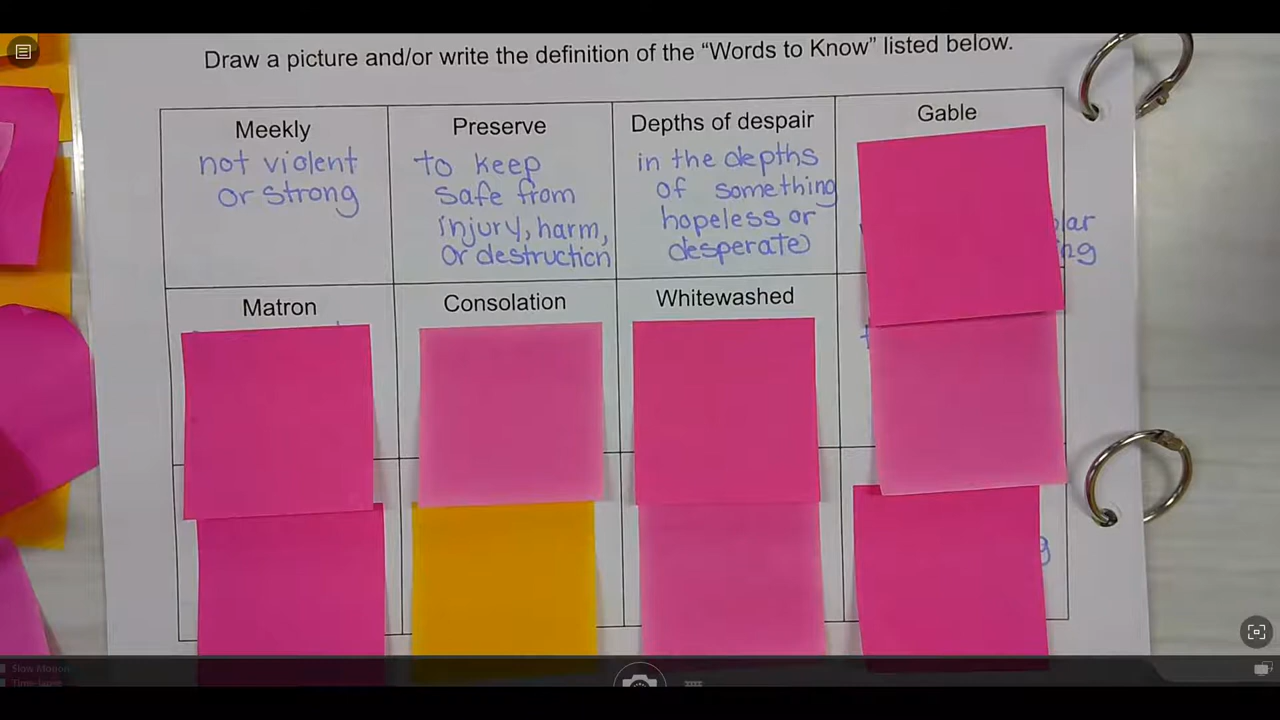 Draw a picture and/or write the definition of the “Words to Know” listed below.
Meekly
not violent
or strong
Preserve
to keep
safe from
injury, harm,
or destruction
Depths of despair
in the depths
of something
hopeless or
desperate
Gable
Matron
Consolation
Whitewashed
Slow Motion